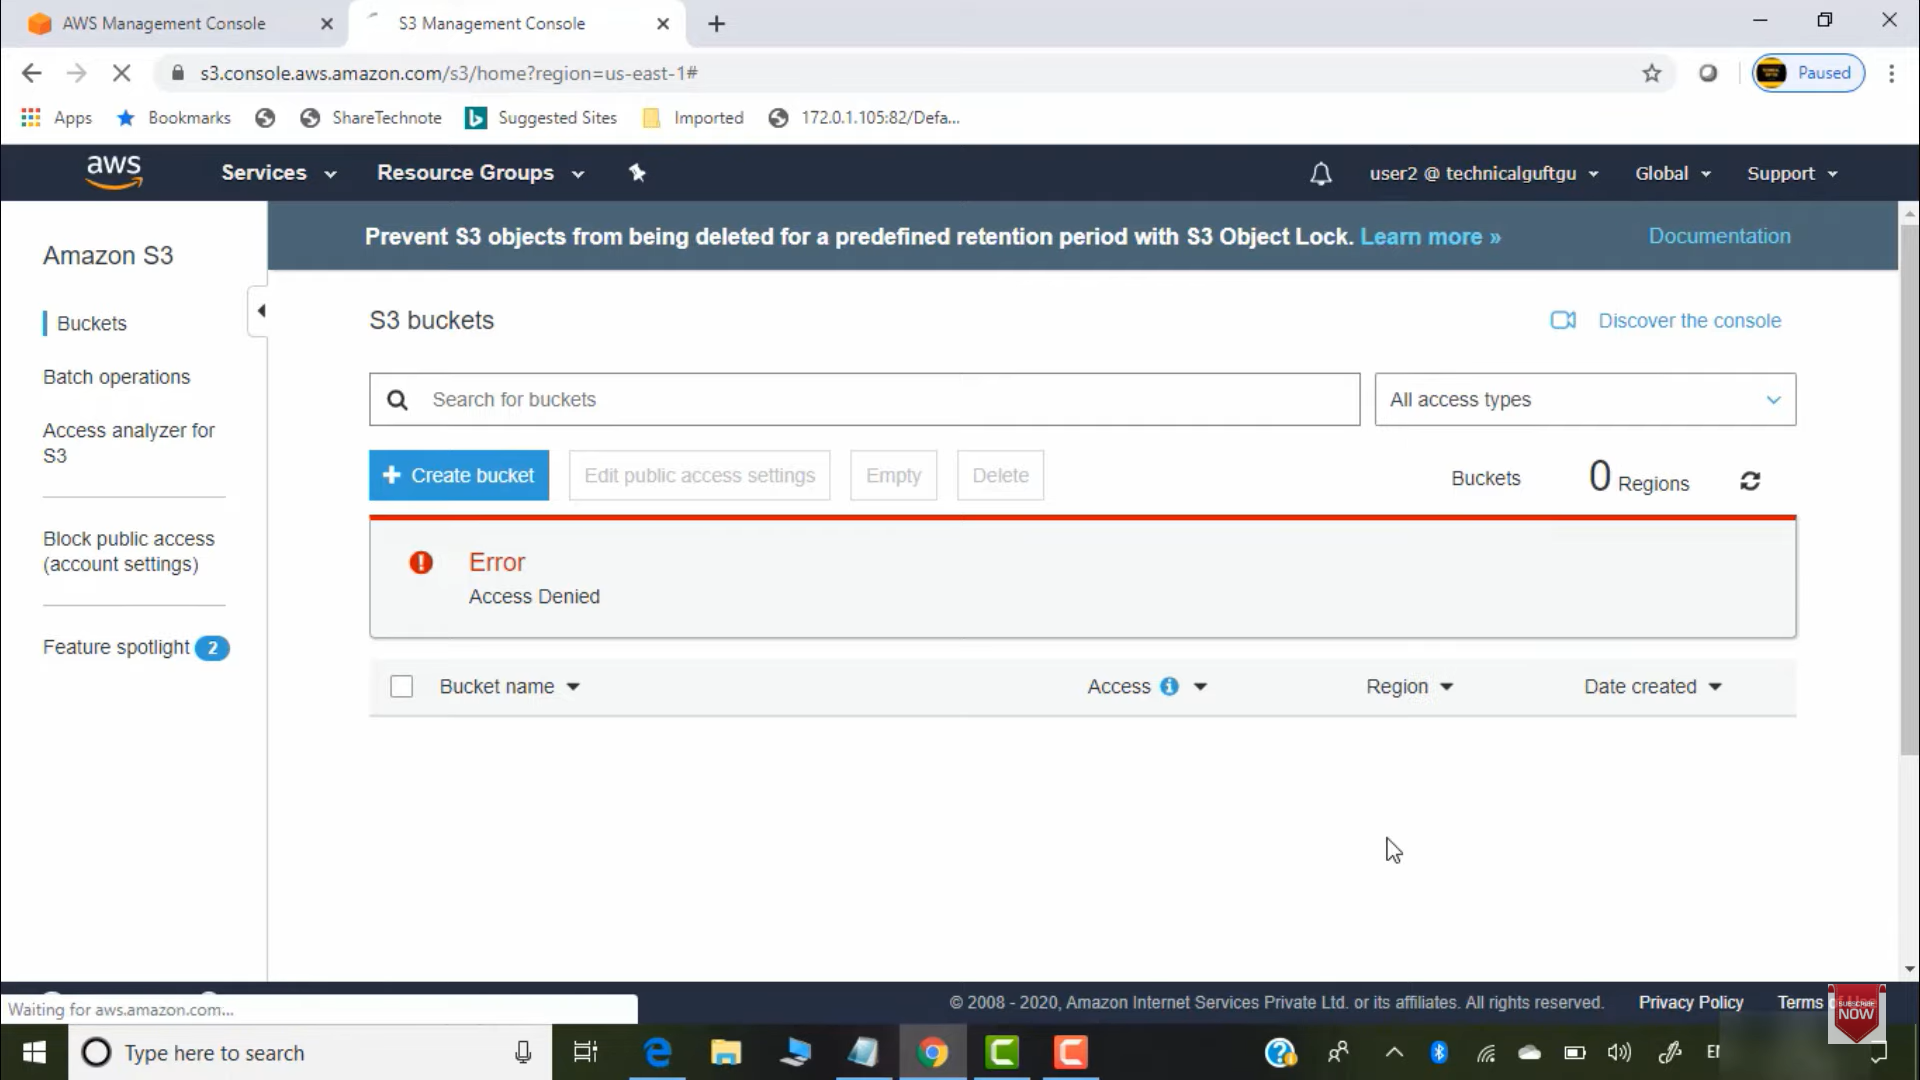 AWS Management Console
S3 Management Console
s3.console.aws.amazon.com/s3/home?region=us-east-1#
Paused
Apps
Bookmarks
ShareTechnote
Suggested Sites
Imported
172.0.1.105:82/Defa...
aws
Services
Resource Groups
user2 @ technicalguftgu
Global
Support
Amazon S3
Buckets
Batch operations
Access analyzer for
S3
Block public access
(account settings)
Feature spotlight 2
Prevent S3 objects from being deleted for a predefined retention period with S3 Object Lock. Learn more »
Documentation
S3 buckets
Discover the console
Search for buckets
All access types
+ Create bucket
Edit public access settings
Empty
Delete
Buckets
0 Regions
Error
Access Denied
Bucket name
Access
Region
Date created
Waiting for aws.amazon.com...
© 2008 - 2020, Amazon Internet Services Private Ltd. or its affiliates. All rights reserved.
Privacy Policy
Terms
SUBSCRIBE
NOW
Type here to search